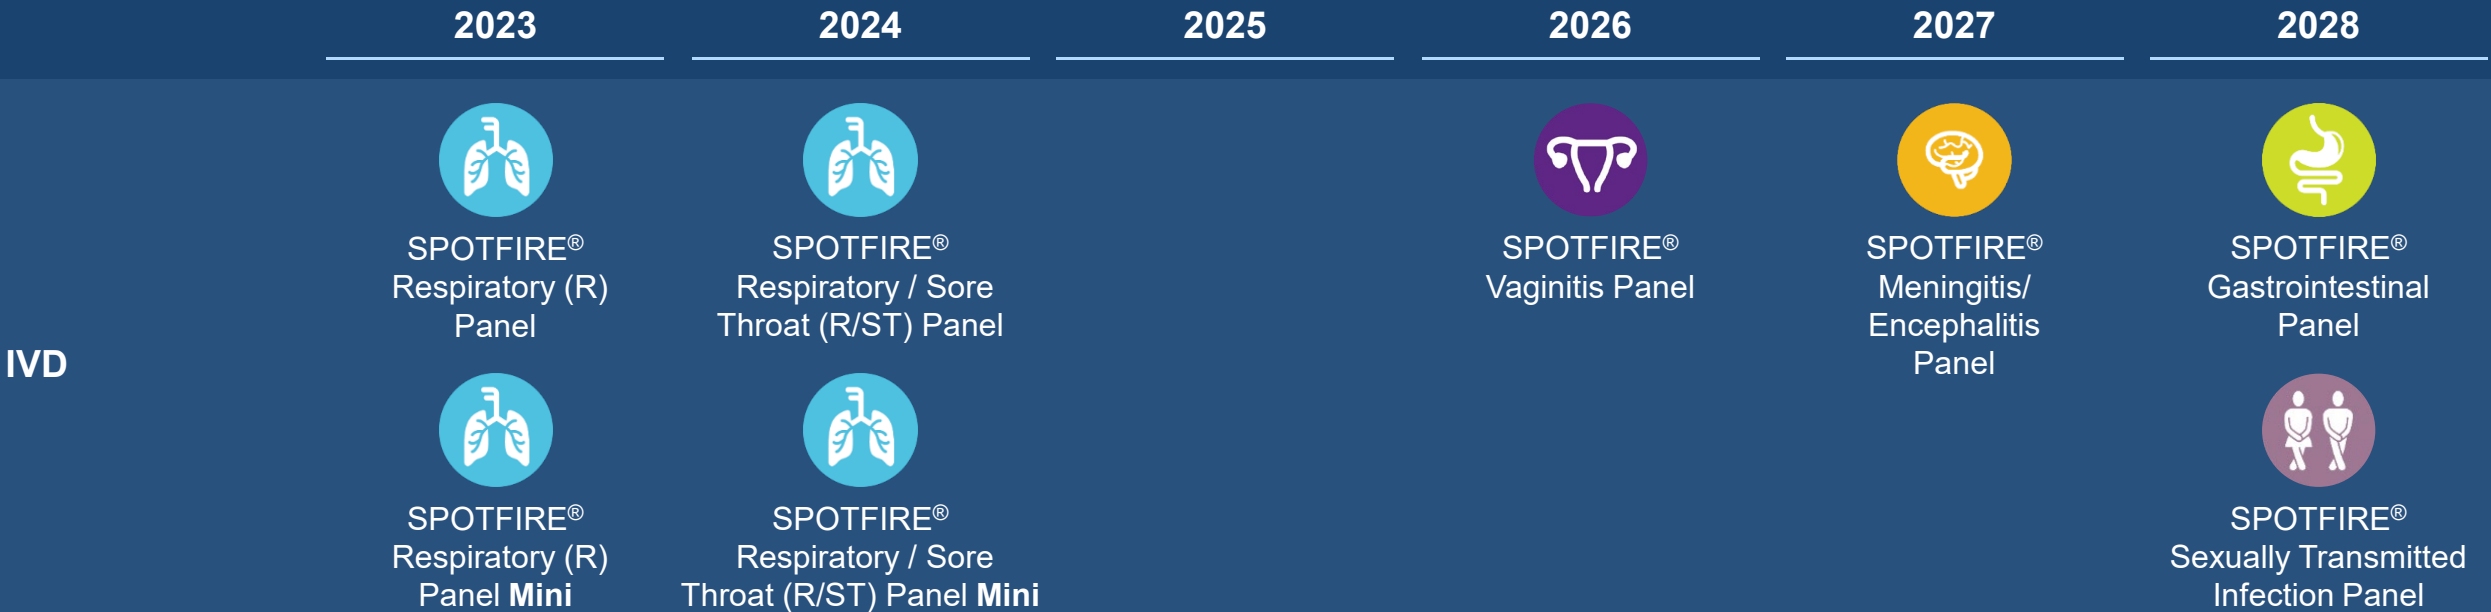 2023 2024 2025 2026 2027 2028
IVD
SPOTFIRE®
Respiratory (R)
Panel
SPOTFIRE®
Respiratory (R)
Panel Mini
SPOTFIRE®
Respiratory / Sore
Throat (R/ST) Panel
SPOTFIRE®
Respiratory / Sore
Throat (R/ST) Panel Mini
SPOTFIRE®
Vaginitis Panel
SPOTFIRE®
Meningitis/
Encephalitis
Panel
SPOTFIRE®
Gastrointestinal
Panel
SPOTFIRE®
Sexually Transmitted
Infection Panel